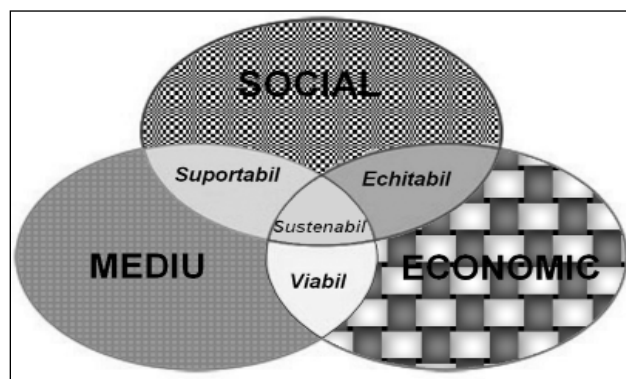 SOCIAL
Suportabil
Echitabil
Sustenabil
MEDIU
ECONOMIC
Viabil